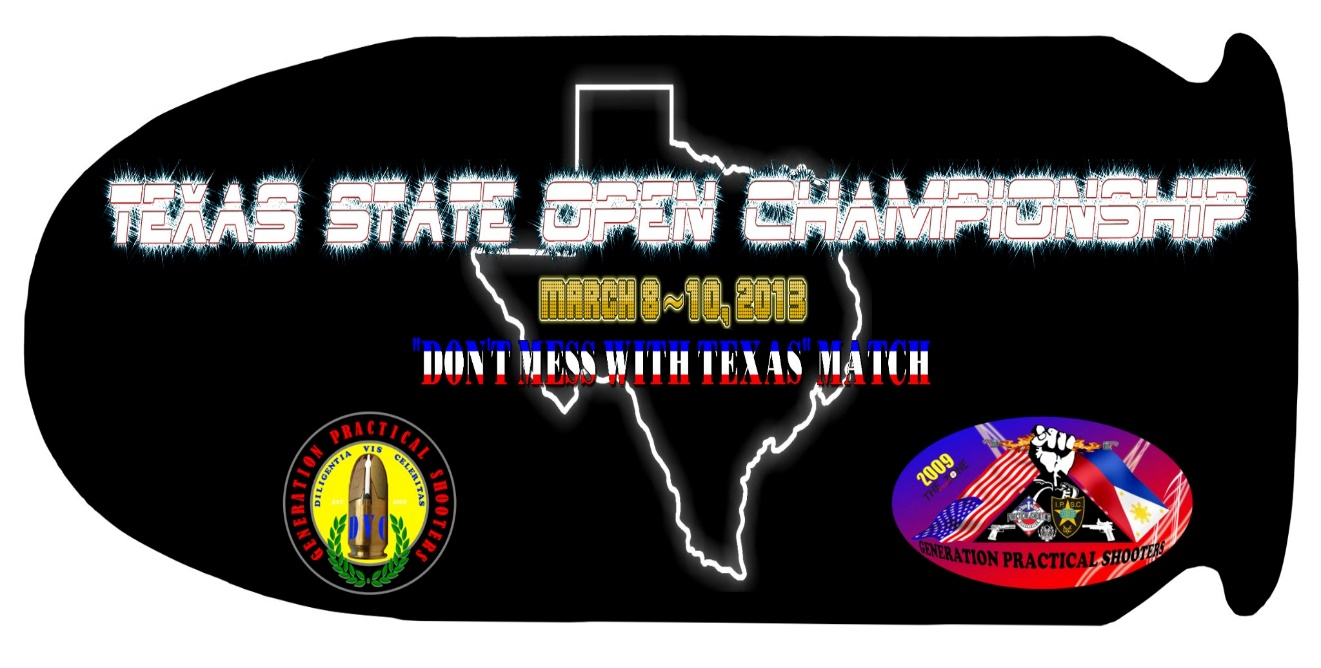 TEXAS STATE OPEN CHAMPIONSHIP
MARCH 8~10, 2013
"DON'T MESS WITH TEXAS" MATCH
GENERATION PRACTICAL SHOOTERS
DILIGENTIA VIS CELERITAS
DVC
2009
I.P.S.C.
GENERATION PRACTICAL SHOOTERS